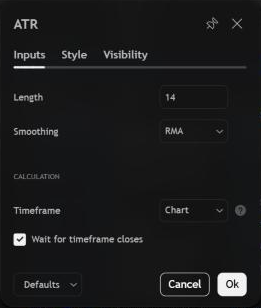 ATR
Inputs Style Visibility
Length 14
Smoothing RMA
CALCULATION
Timeframe Chart ?
Wait for timeframe closes
Defaults Cancel Ok